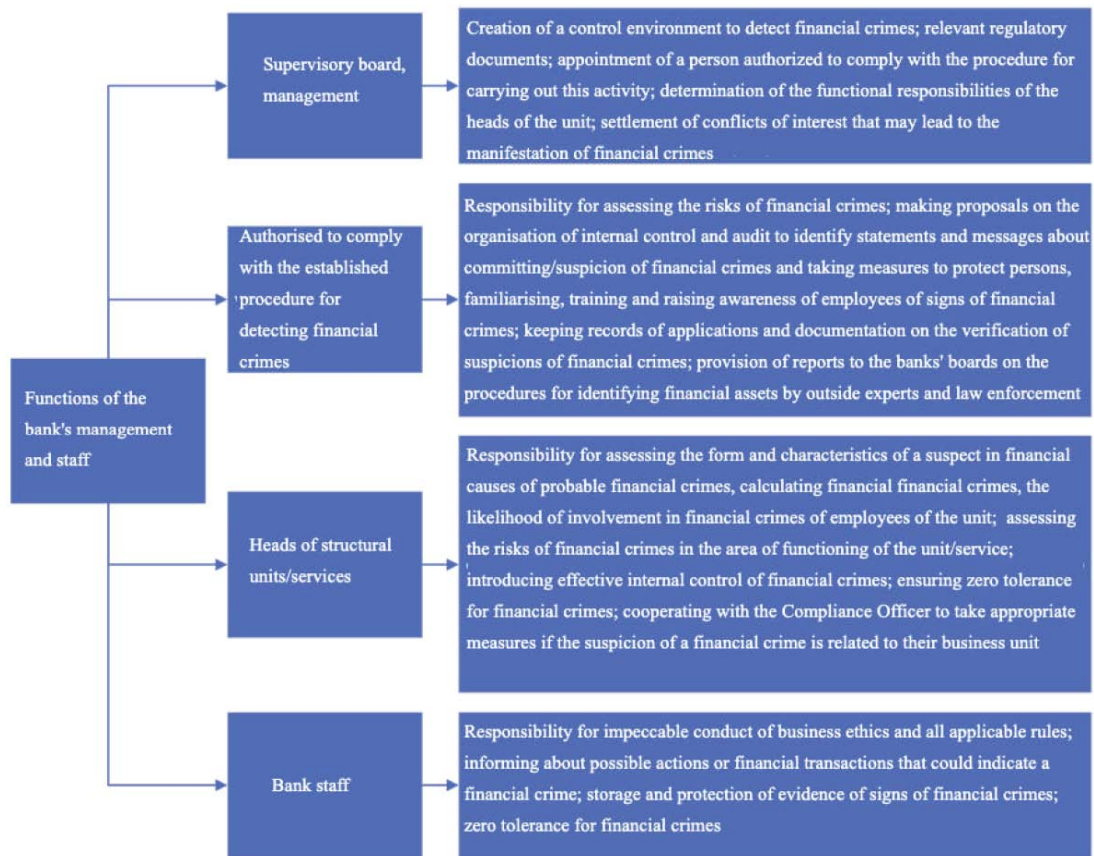 Supervisory board,
management
Creation of a control environment to detect financial crimes; relevant regulatory
documents; appointment of a person authorized to comply with the procedure for
carrying out this activity; determination of the functional responsibilities of the
heads of the unit; settlement of conflicts of interest that may lead to the
manifestation of financial crimes
Authorised to comply
with the established
procedure for
detecting financial
crimes
Responsibility for assessing the risks of financial crimes; making proposals on the
organisation of internal control and audit to identify statements and messages about
committing/suspicion of financial crimes and taking measures to protect persons,
familiarising, training and raising awareness of employees of signs of financial
crimes; keeping records of applications and documentation on the verification of
suspicions of financial crimes; provision of reports to the banks' boards on the
procedures for identifying financial assets by outside experts and law enforcement
Functions of the
bank's management
and staff
Heads of structural
units/services
Responsibility for assessing the form and characteristics of a suspect in financial
causes of probable financial crimes, calculating financial financial crimes, the
likelihood of involvement in financial crimes of employees of the unit; assessing
the risks of financial crimes in the area of functioning of the unit/service;
introducing effective internal control of financial crimes; ensuring zero tolerance
for financial crimes; cooperating with the Compliance Officer to take appropriate
measures if the suspicion of a financial crime is related to their business unit
Bank staff
Responsibility for impeccable conduct of business ethics and all applicable rules;
informing about possible actions or financial transactions that could indicate a
financial crime; storage and protection of evidence of signs of financial crimes;
zero tolerance for financial crimes